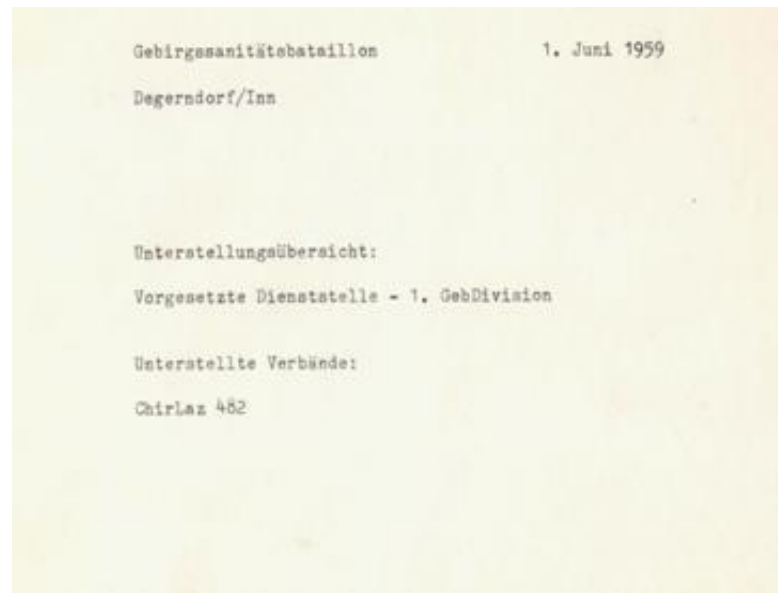 Gebirgssanitätsbataillon 1. Juni 1959
Degerndorf/Inn
Unterstellungsübersicht:
Vorgesetzte Dienststelle - 1. GebDivision
Unterstellte Verbände:
ChirLaz 482